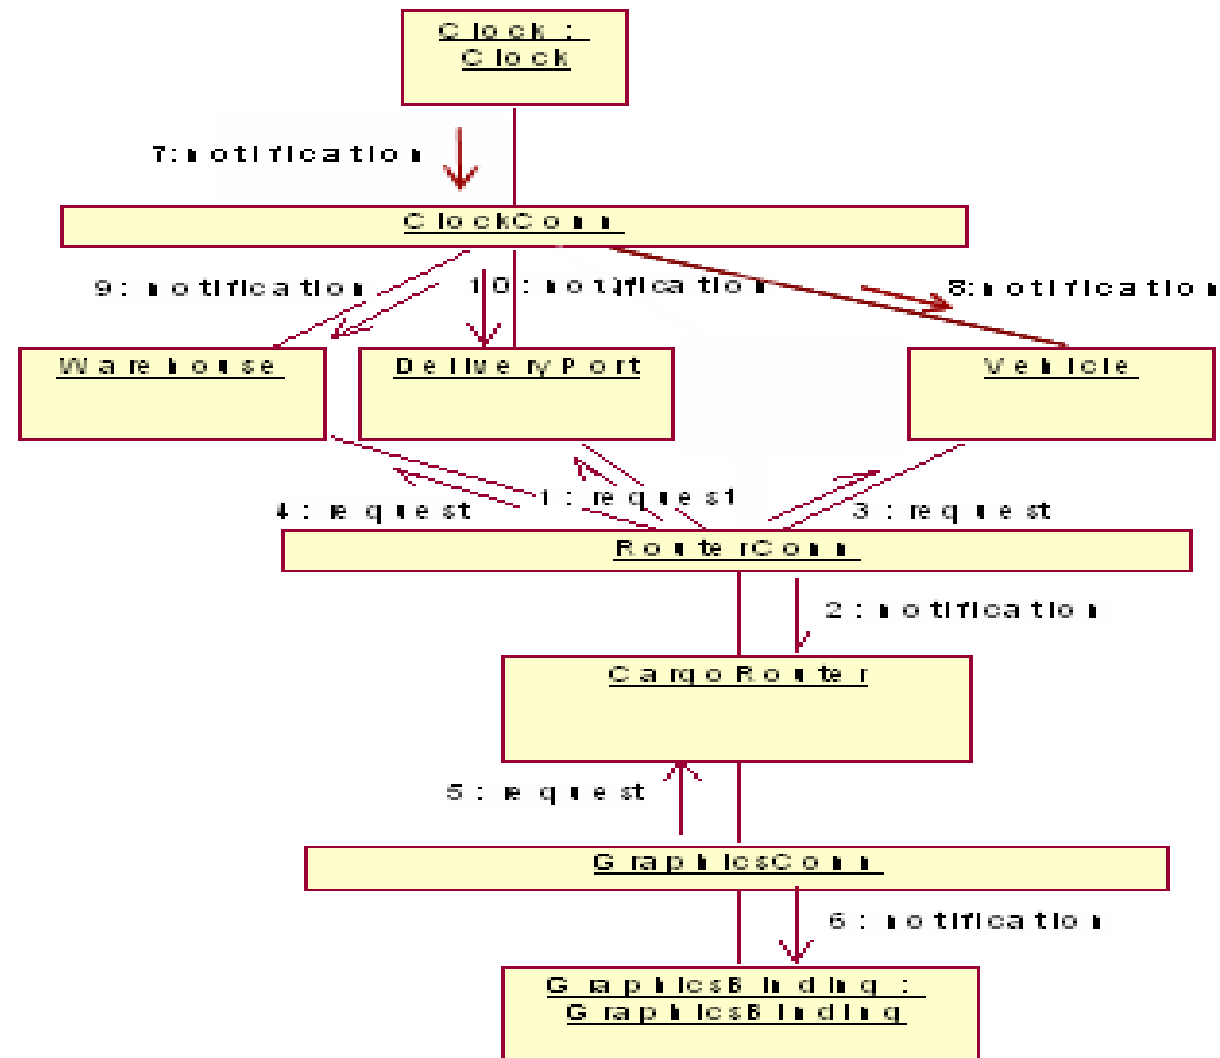 Clock :
Clock
7:notification
ClockConn
9: notification
10: notification
8:notification
Warehouse
DeliveryPort
Vehicle
4: request
1: request
3: request
RouterConn
2: notification
CargoRouter
5: request
GraphicsConn
6: notification
GraphicsBinding :
GraphicsBinding